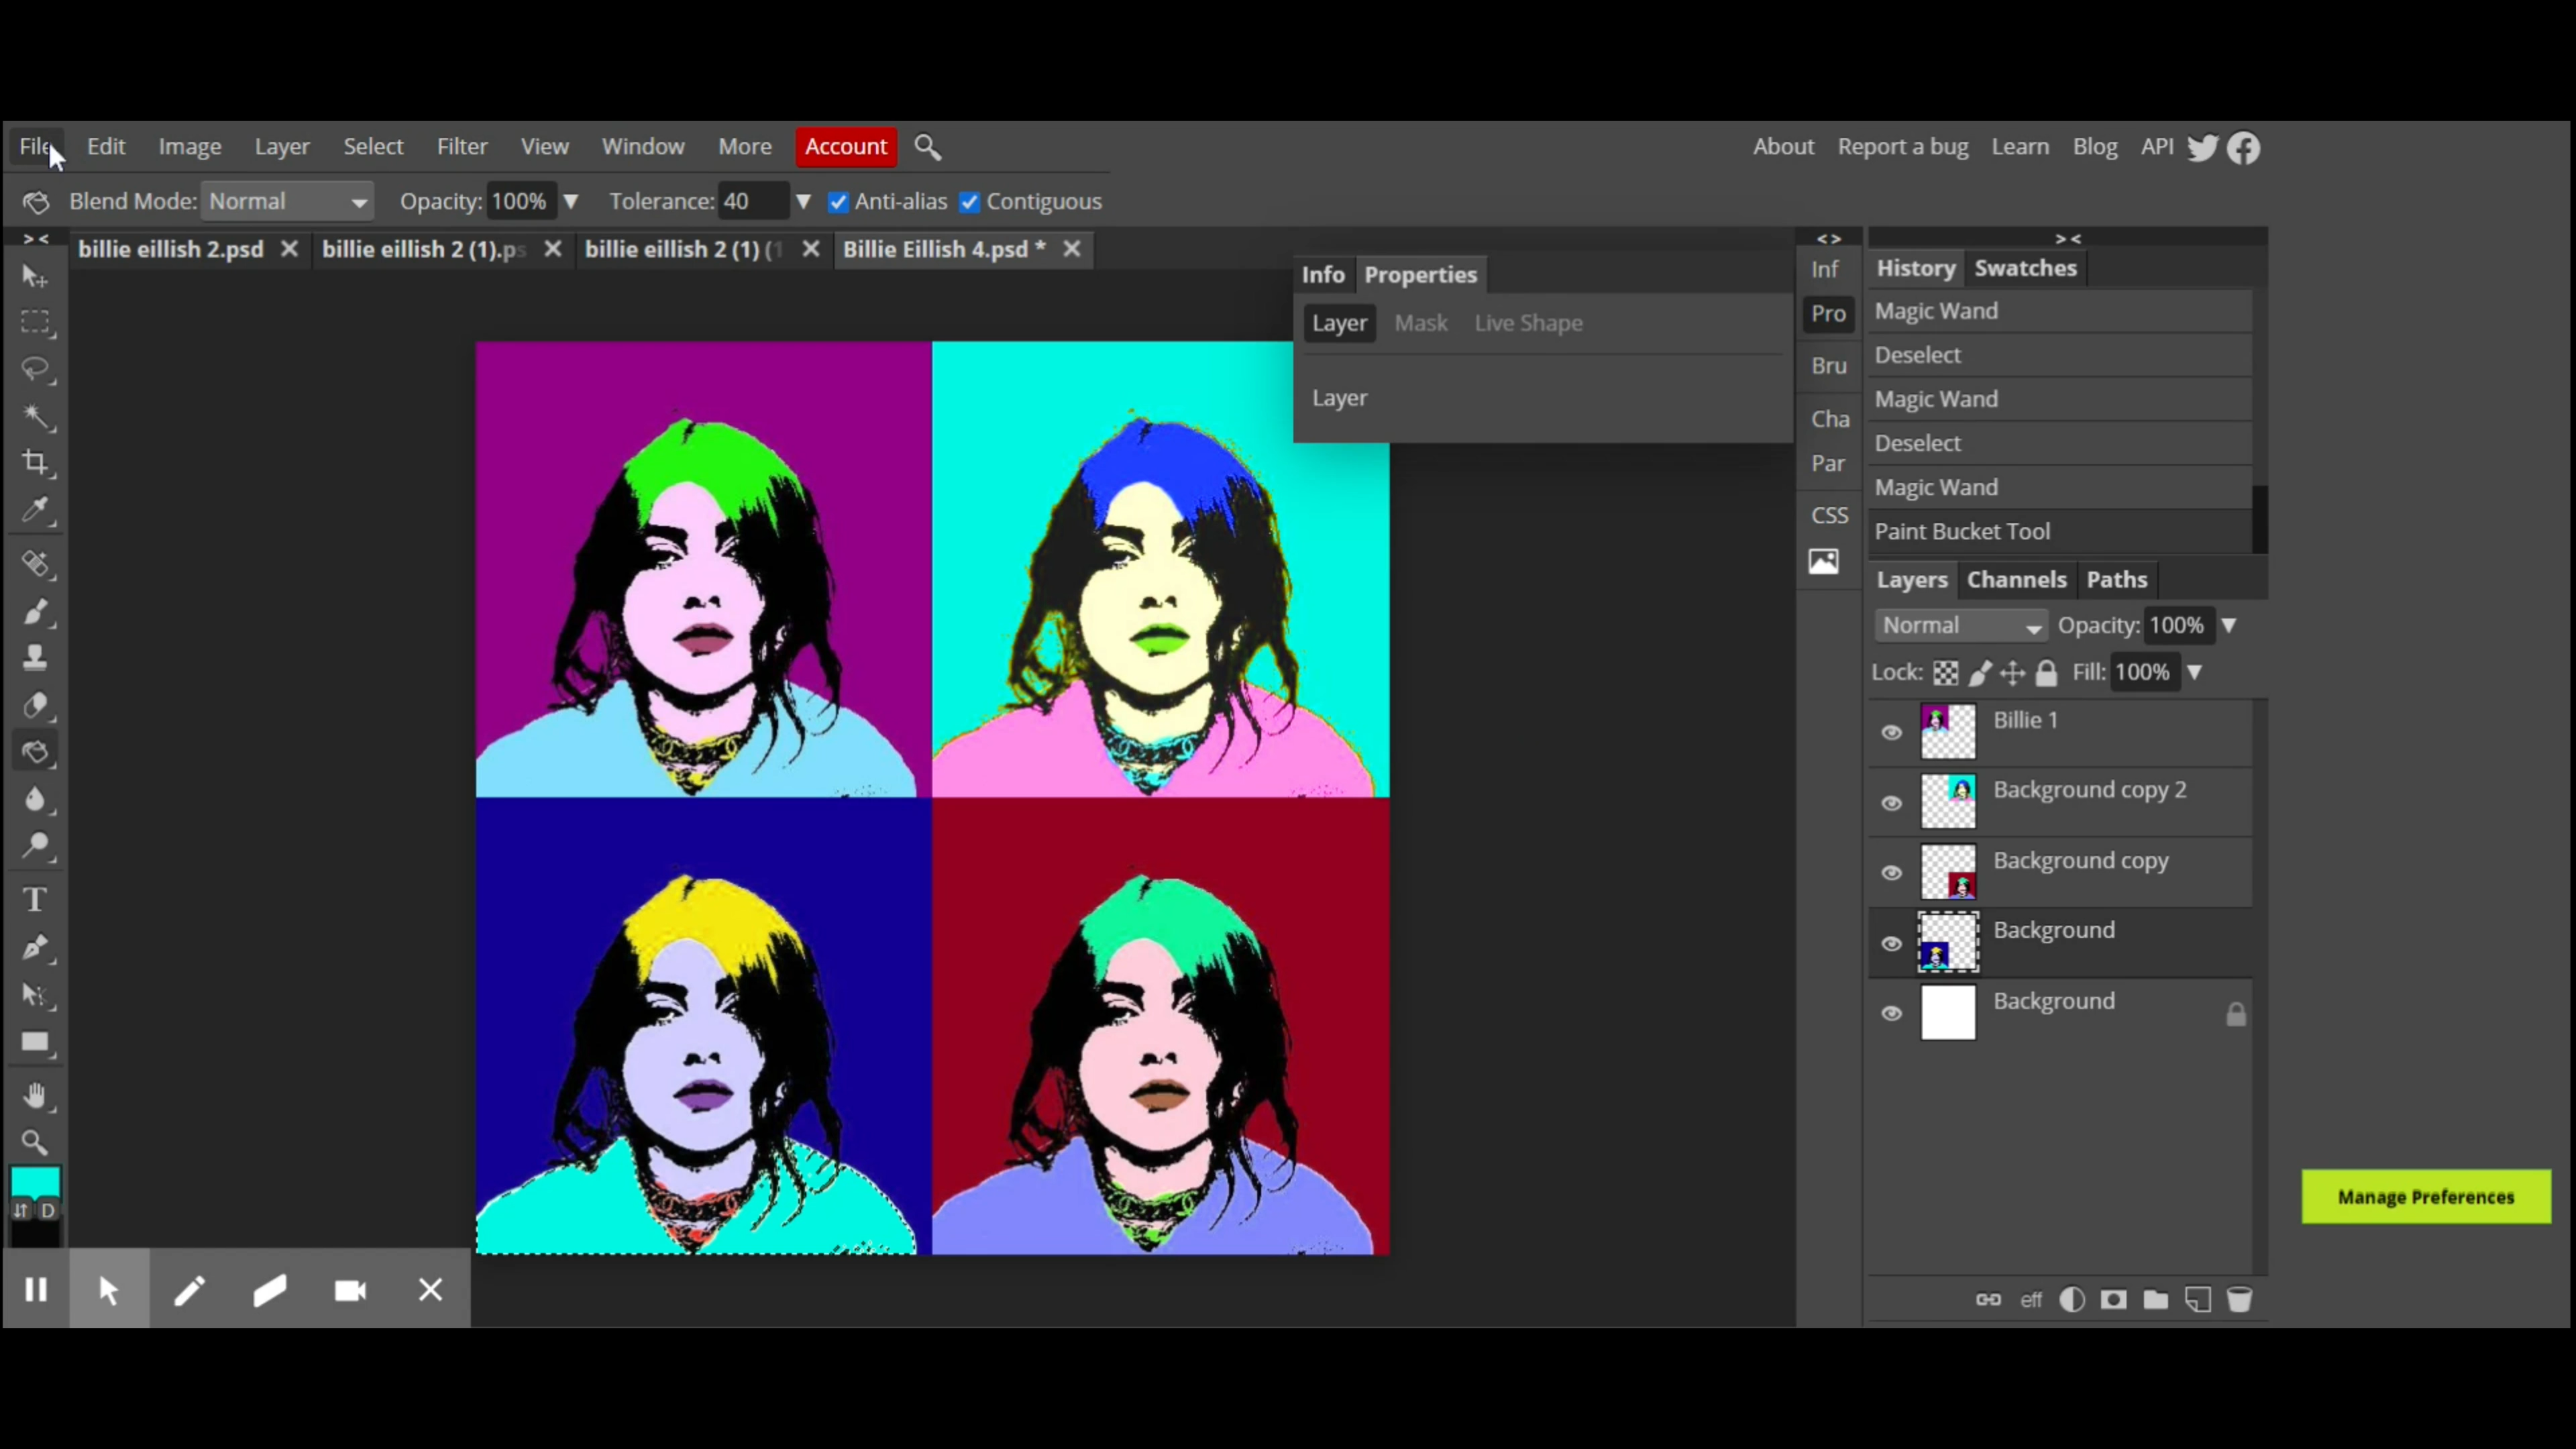 File Edit Image Layer Select Filter View Window More Account About Report a bug Learn Blog API
Blend Mode: Normal Opacity: 100% Tolerance: 40 Anti-alias Contiguous
> < billie eillish 2.psd billie eillish 2 (1).ps billie eillish 2 (1) (1 Billie Eillish 4.psd * < > > <
Info Properties
Layer Mask Live Shape
Layer
Inf
Pro
Bru
Cha
Par
CSS
History Swatches
Magic Wand
Deselect
Magic Wand
Deselect
Magic Wand
Paint Bucket Tool
Layers Channels Paths
Normal Opacity: 100%
Lock: Fill: 100%
Billie 1
Background copy 2
Background copy
Background
Background
T
D
Manage Preferences
eff